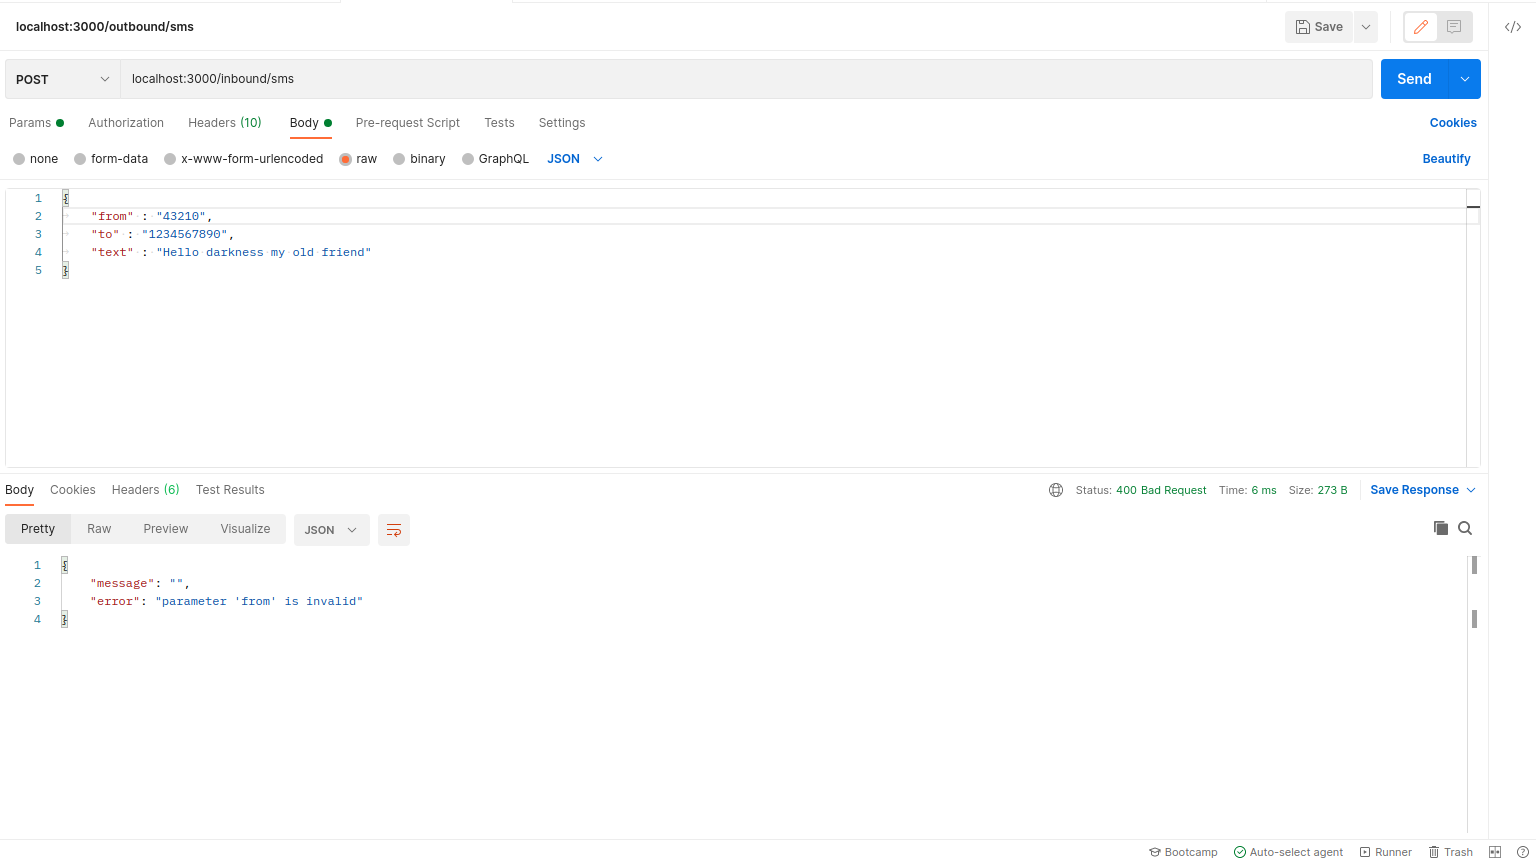 localhost:3000/outbound/sms
Save
POST
localhost:3000/inbound/sms
Send
Params
Authorization
Headers (10)
Body
Pre-request Script
Tests
Settings
Cookies
none
form-data
x-www-form-urlencoded
raw
binary
GraphQL
JSON
Beautify
1 {
2 "from" : "43210",
3 "to" : "1234567890",
4 "text" : "Hello darkness my old friend"
5 }
Body
Cookies
Headers (6)
Test Results
Status: 400 Bad Request
Time: 6 ms
Size: 273 B
Save Response
Pretty
Raw
Preview
Visualize
JSON
1 {
2 "message": "",
3 "error": "parameter 'from' is invalid"
4 }
Bootcamp
Auto-select agent
Runner
Trash